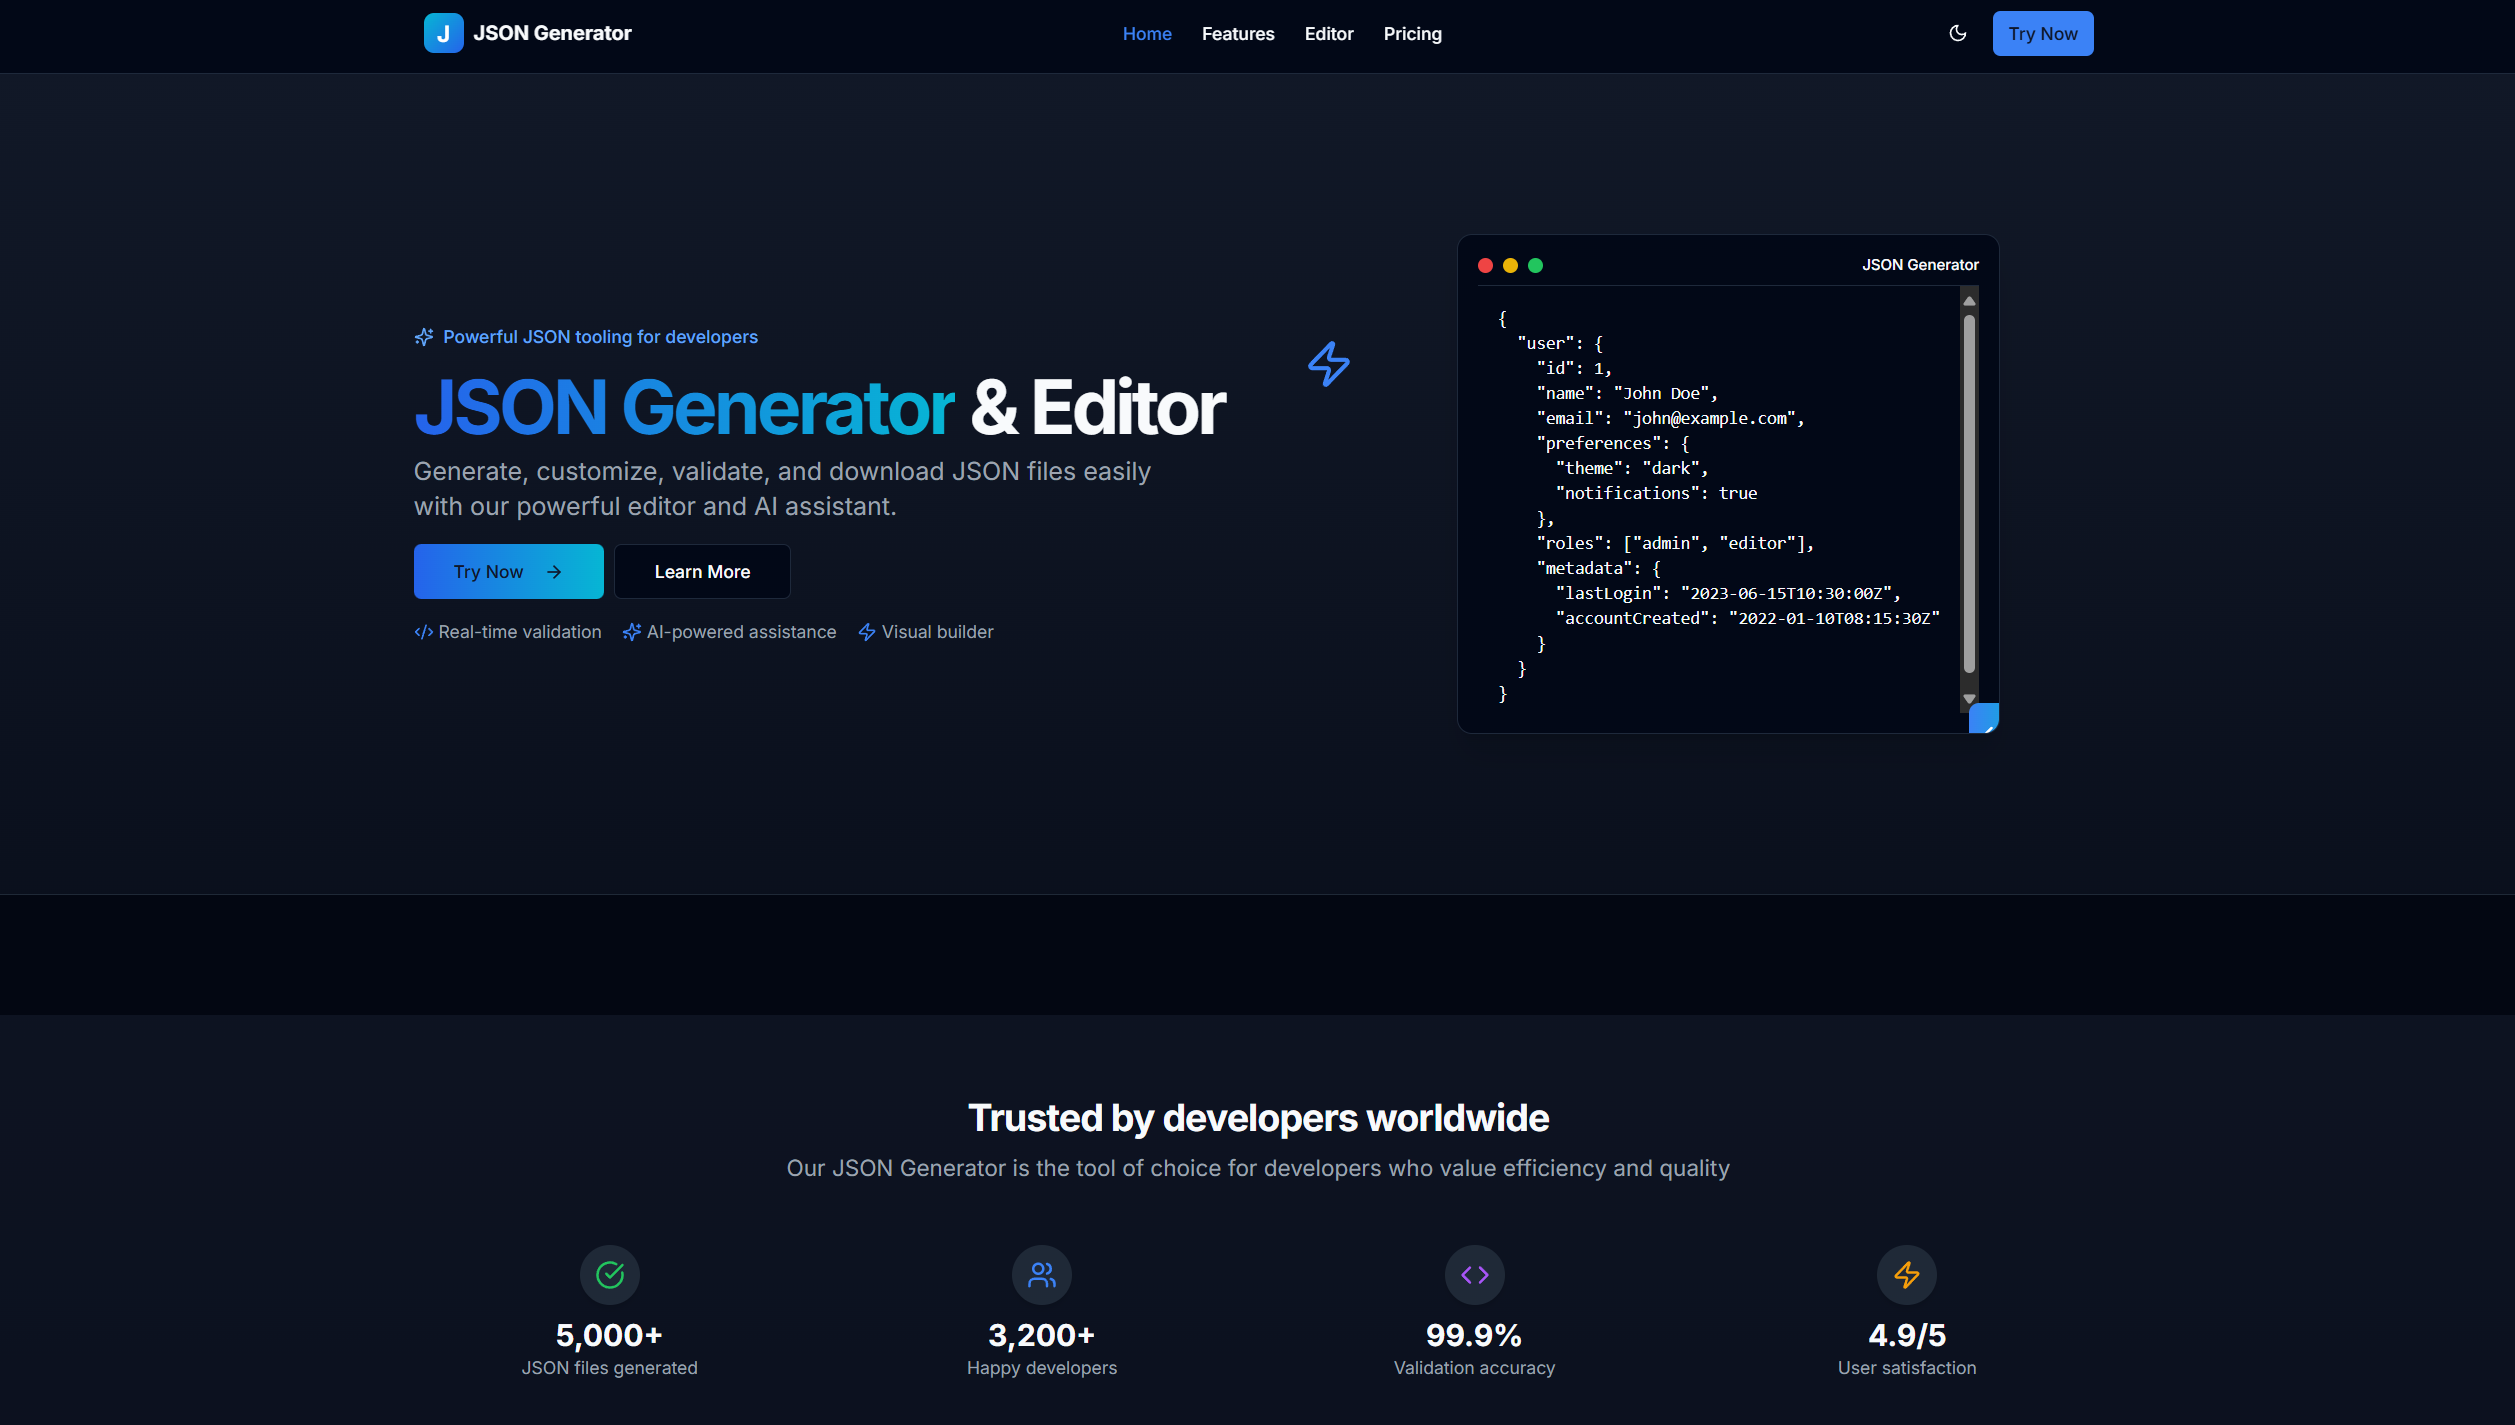 J JSON Generator
Home Features Editor Pricing
Try Now
Powerful JSON tooling for developers
JSON Generator & Editor
Generate, customize, validate, and download JSON files easily
with our powerful editor and AI assistant.
Try Now
Learn More
Real-time validation AI-powered assistance Visual builder
JSON Generator
{
  "user": {
    "id": 1,
    "name": "John Doe",
    "email": "john@example.com",
    "preferences": {
      "theme": "dark",
      "notifications": true
    },
    "roles": ["admin", "editor"],
    "metadata": {
      "lastLogin": "2023-06-15T10:30:00Z",
      "accountCreated": "2022-01-10T08:15:30Z"
    }
  }
}
Trusted by developers worldwide
Our JSON Generator is the tool of choice for developers who value efficiency and quality
5,000+
JSON files generated
3,200+
Happy developers
99.9%
Validation accuracy
4.9/5
User satisfaction